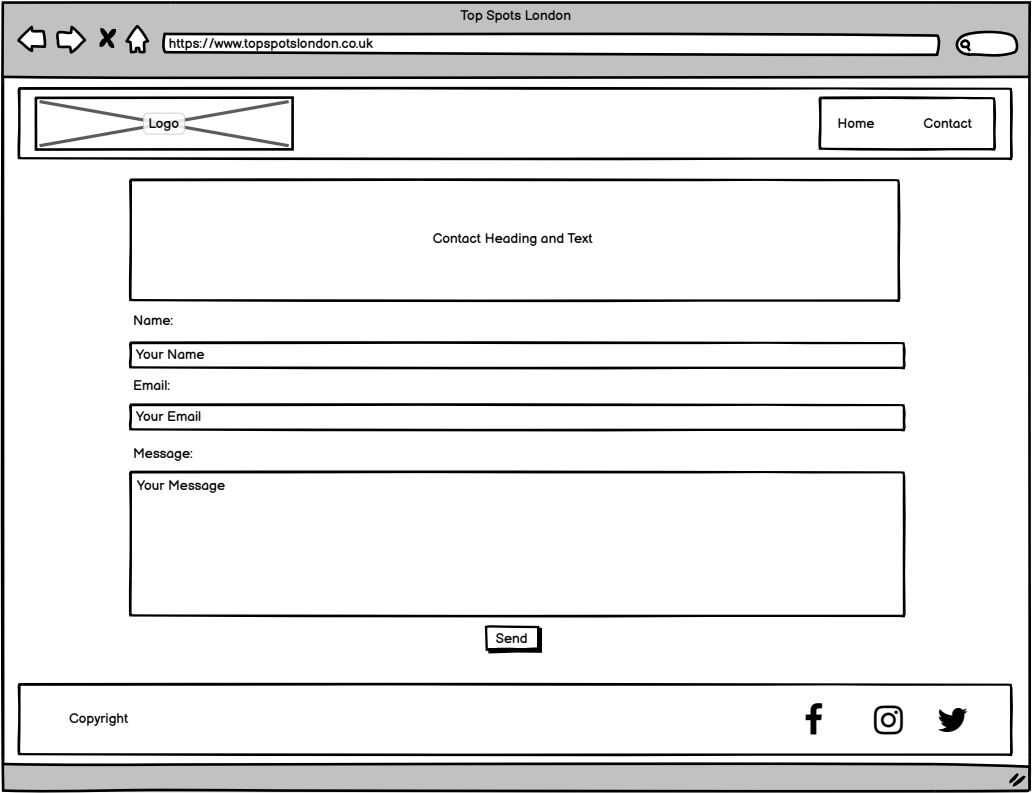 Top Spots London
https://www.topspotslondon.co.uk
Logo
Home Contact
Contact Heading and Text
Name:
Your Name
Email:
Your Email
Message:
Your Message
Send
Copyright